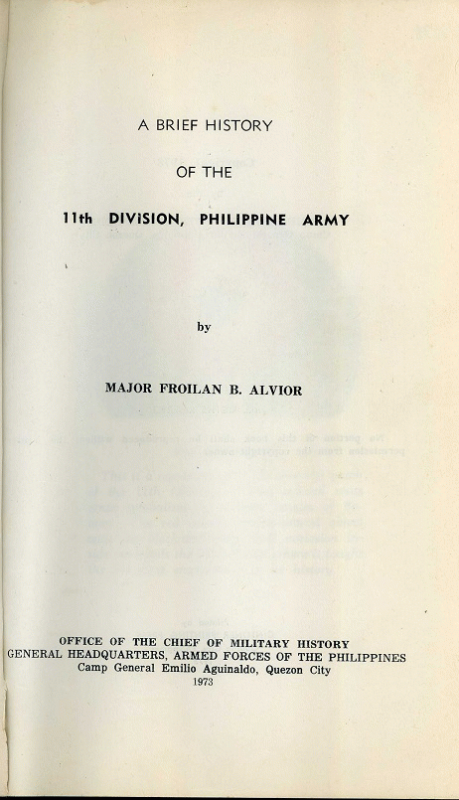 A BRIEF HISTORY
OF THE
11th DIVISION, PHILIPPINE ARMY
by
MAJOR FROILAN B. ALVIOR
OFFICE OF THE CHIEF OF MILITARY HISTORY
GENERAL HEADQUARTERS, ARMED FORCES OF THE PHILIPPINES
Camp General Emilio Aguinaldo, Quezon City
1973